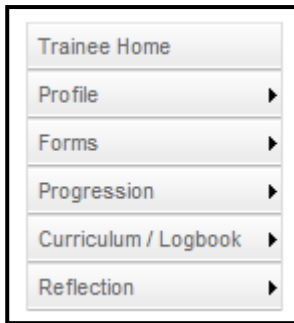 Trainee Home
Profile
Forms
Progression
Curriculum / Logbook
Reflection